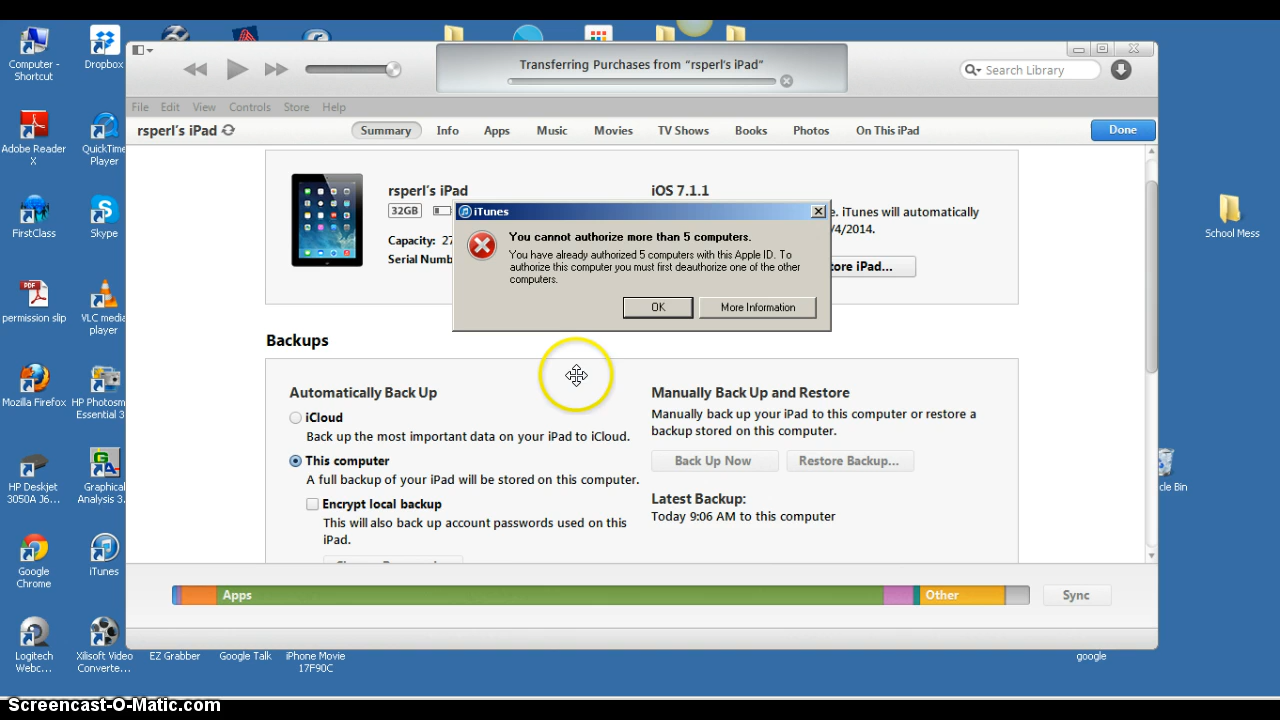 Computer -
Shortcut
Dropbox
Adobe Reader
X
QuickTime
Player
FirstClass
Skype
permission slip
VLC media
player
Mozilla Firefox
HP Photosm
Essential 3
HP Deskjet
3050A J6...
Graphical
Analysis 3.
Google
Chrome
iTunes
Logitech
Webc...
Xilisoft Video
Converte...
EZ Grabber
Google Talk
iPhone Movie
17F90C
Transferring Purchases from “rsperl’s iPad”
Search Library
File Edit View Controls Store Help
rsperl’s iPad
Summary Info Apps Music Movies TV Shows Books Photos On This iPad
Done
rsperl’s iPad
32GB
Capacity: 27
Serial Numb
iOS 7.1.1
e. iTunes will automatically
/4/2014.
tore iPad...
iTunes
You cannot authorize more than 5 computers.
You have already authorized 5 computers with this Apple ID. To
authorize this computer you must first deauthorize one of the other
computers.
OK
More Information
Backups
Automatically Back Up
iCloud
Back up the most important data on your iPad to iCloud.
This computer
A full backup of your iPad will be stored on this computer.
Encrypt local backup
This will also back up account passwords used on this
iPad.
Manually Back Up and Restore
Manually back up your iPad to this computer or restore a
backup stored on this computer.
Back Up Now
Restore Backup...
Latest Backup:
Today 9:06 AM to this computer
Apps
Other
Sync
School Mess
cle Bin
google
Screencast-O-Matic.com